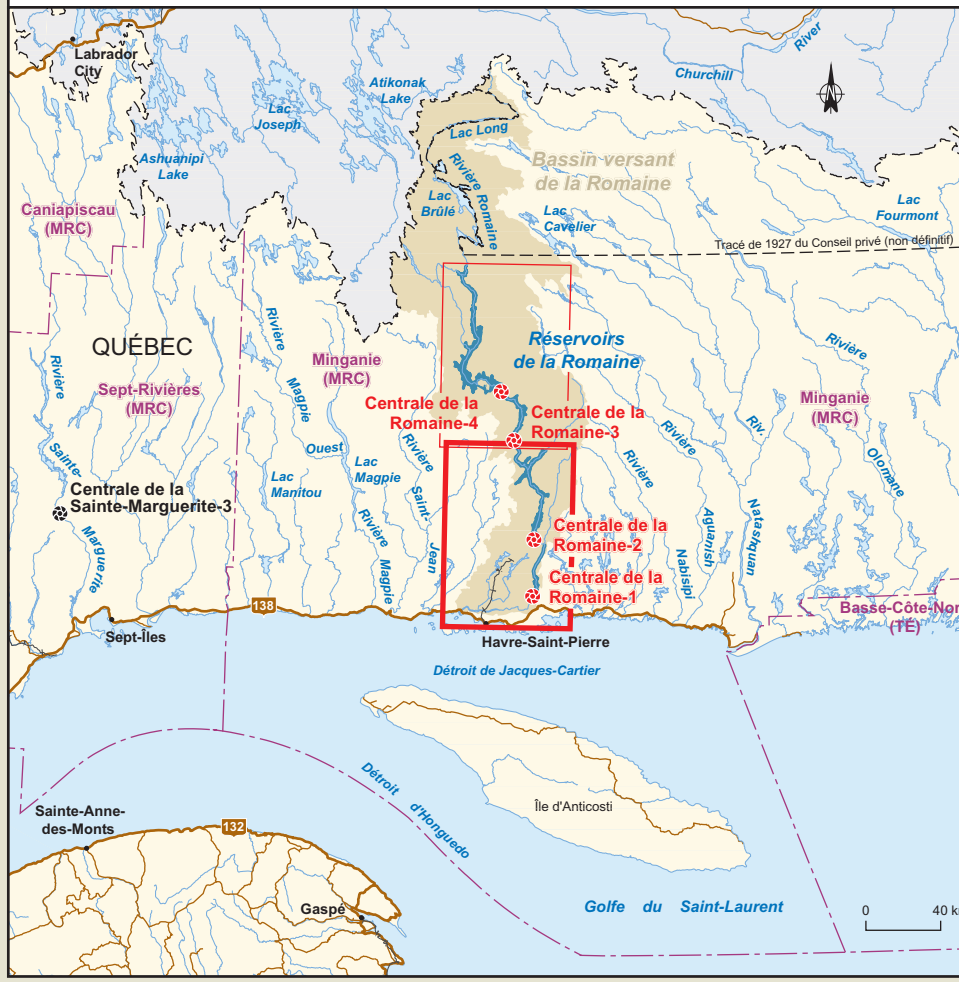 Labrador
City
Atikonak
Lake
Churchill
River
Lac
Joseph
Lac Long
Ashuanipi
Lake
Rivière Romaine
Bassin versant
de la Romaine
Lac
Brûlé
Caniapiscau
(MRC)
Lac
Cavelier
Lac
Fourmont
Tracé de 1927 du Conseil privé (non définitif)
QUÉBEC
Rivière
Minganie
(MRC)
Réservoirs
de la Romaine
Rivière
Rivière
Sept-Rivières
(MRC)
Magpie
Centrale de la
Romaine-4
Centrale de la
Romaine-3
Minganie
(MRC)
Rivière
Riv.
Ouest
Rivière
Sainte-
Lac
Manitou
Lac
Magpie
Saint-
Rivière
Olomane
Centrale de la
Sainte-Marguerite-3
Marguerite
Rivière Magpie
Jean
Centrale de la
Romaine-2
Nabisipi
Aguanish
Natashquan
Centrale de la
Romaine-1
138
Sept-Îles
Havre-Saint-Pierre
Basse-Côte-Nor
(TÉ)
Détroit de Jacques-Cartier
Détroit d'Honguedo
Île d'Anticosti
Sainte-Anne-
des-Monts
132
Gaspé
Golfe du Saint-Laurent
0 40 k